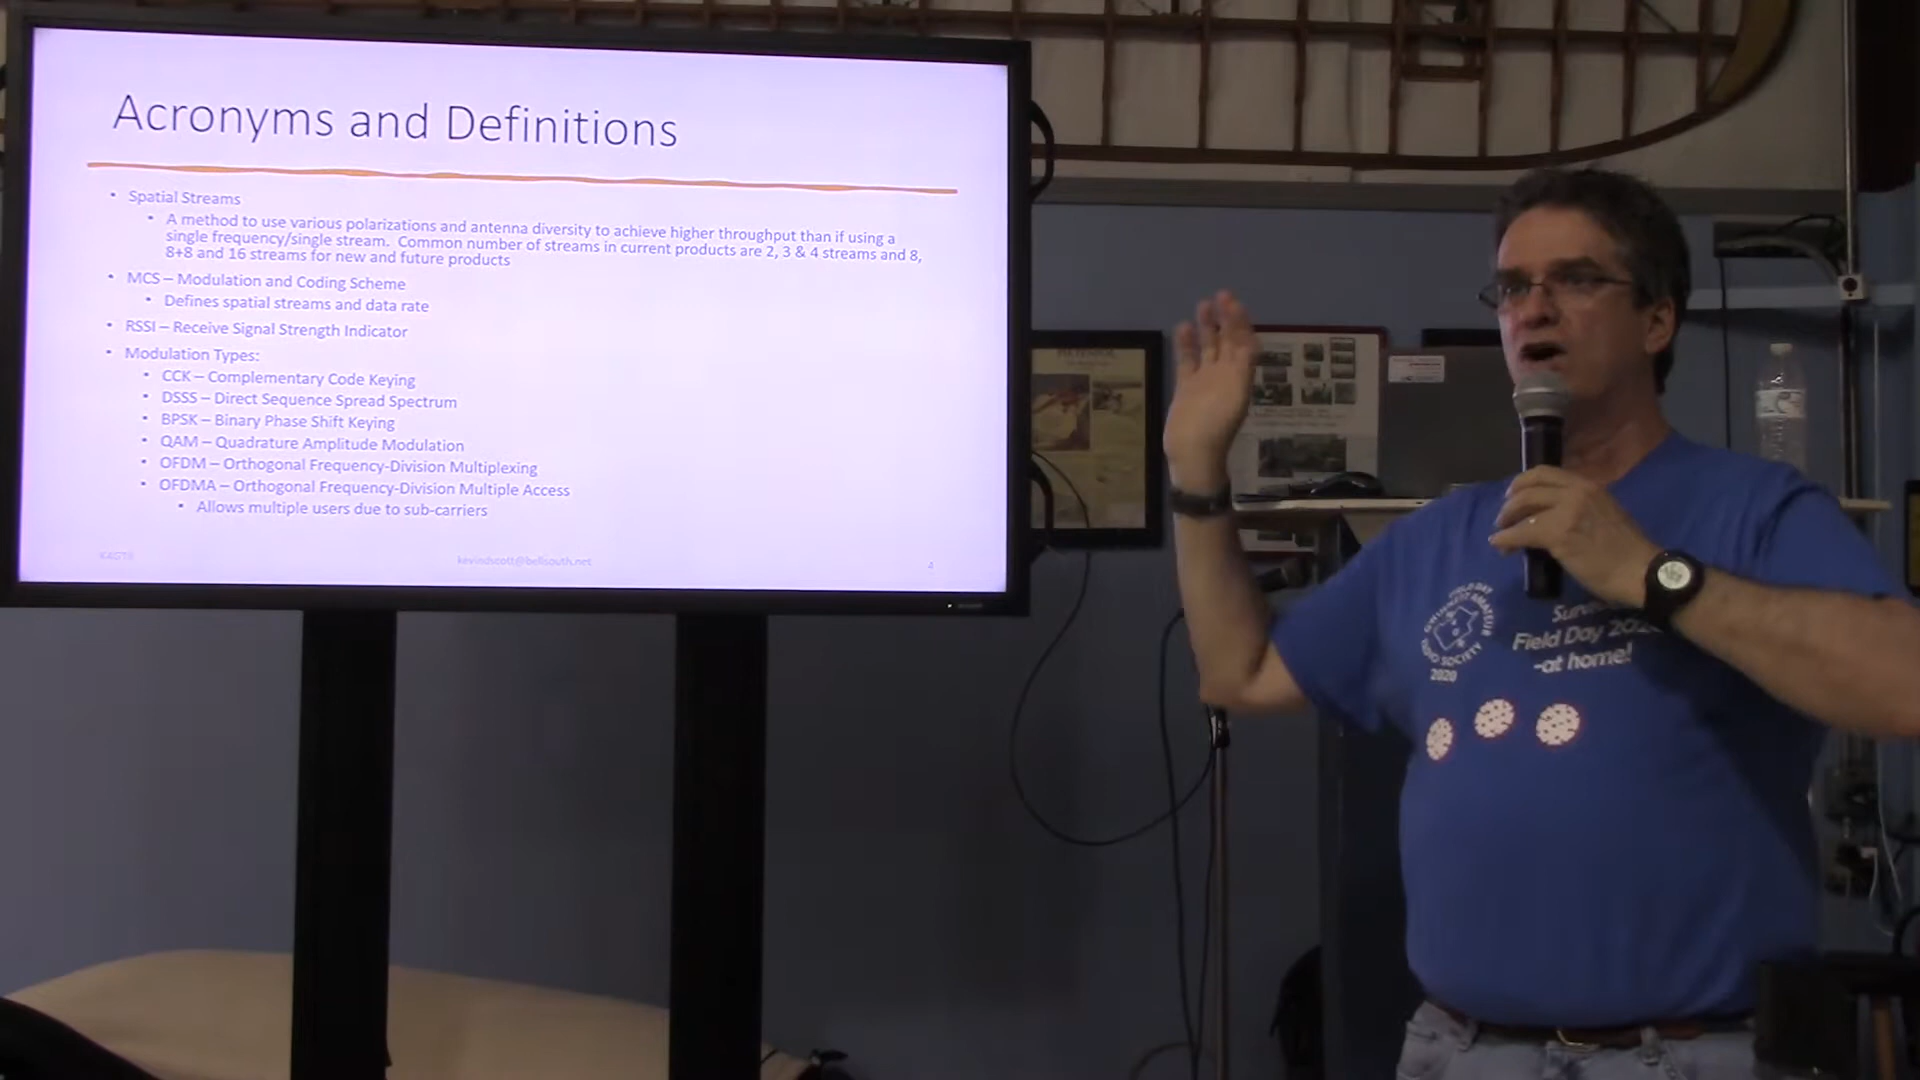 Acronyms and Definitions
• Spatial Streams
• A method to use various polarizations and antenna diversity to achieve higher throughput than if using a
single frequency/single stream. Common number of streams in current products are 2, 3 & 4 streams and 8,
8+8 and 16 streams for new and future products
• MCS – Modulation and Coding Scheme
• Defines spatial streams and data rate
• RSSI – Receive Signal Strength Indicator
• Modulation Types:
• CCK – Complementary Code Keying
• DSSS – Direct Sequence Spread Spectrum
• BPSK – Binary Phase Shift Keying
• QAM – Quadrature Amplitude Modulation
• OFDM – Orthogonal Frequency-Division Multiplexing
• OFDMA – Orthogonal Frequency-Division Multiple Access
• Allows multiple users due to sub-carriers
kevindscott@bellsouth.net
4
Field Day
-at home!
SOCIETY
2020